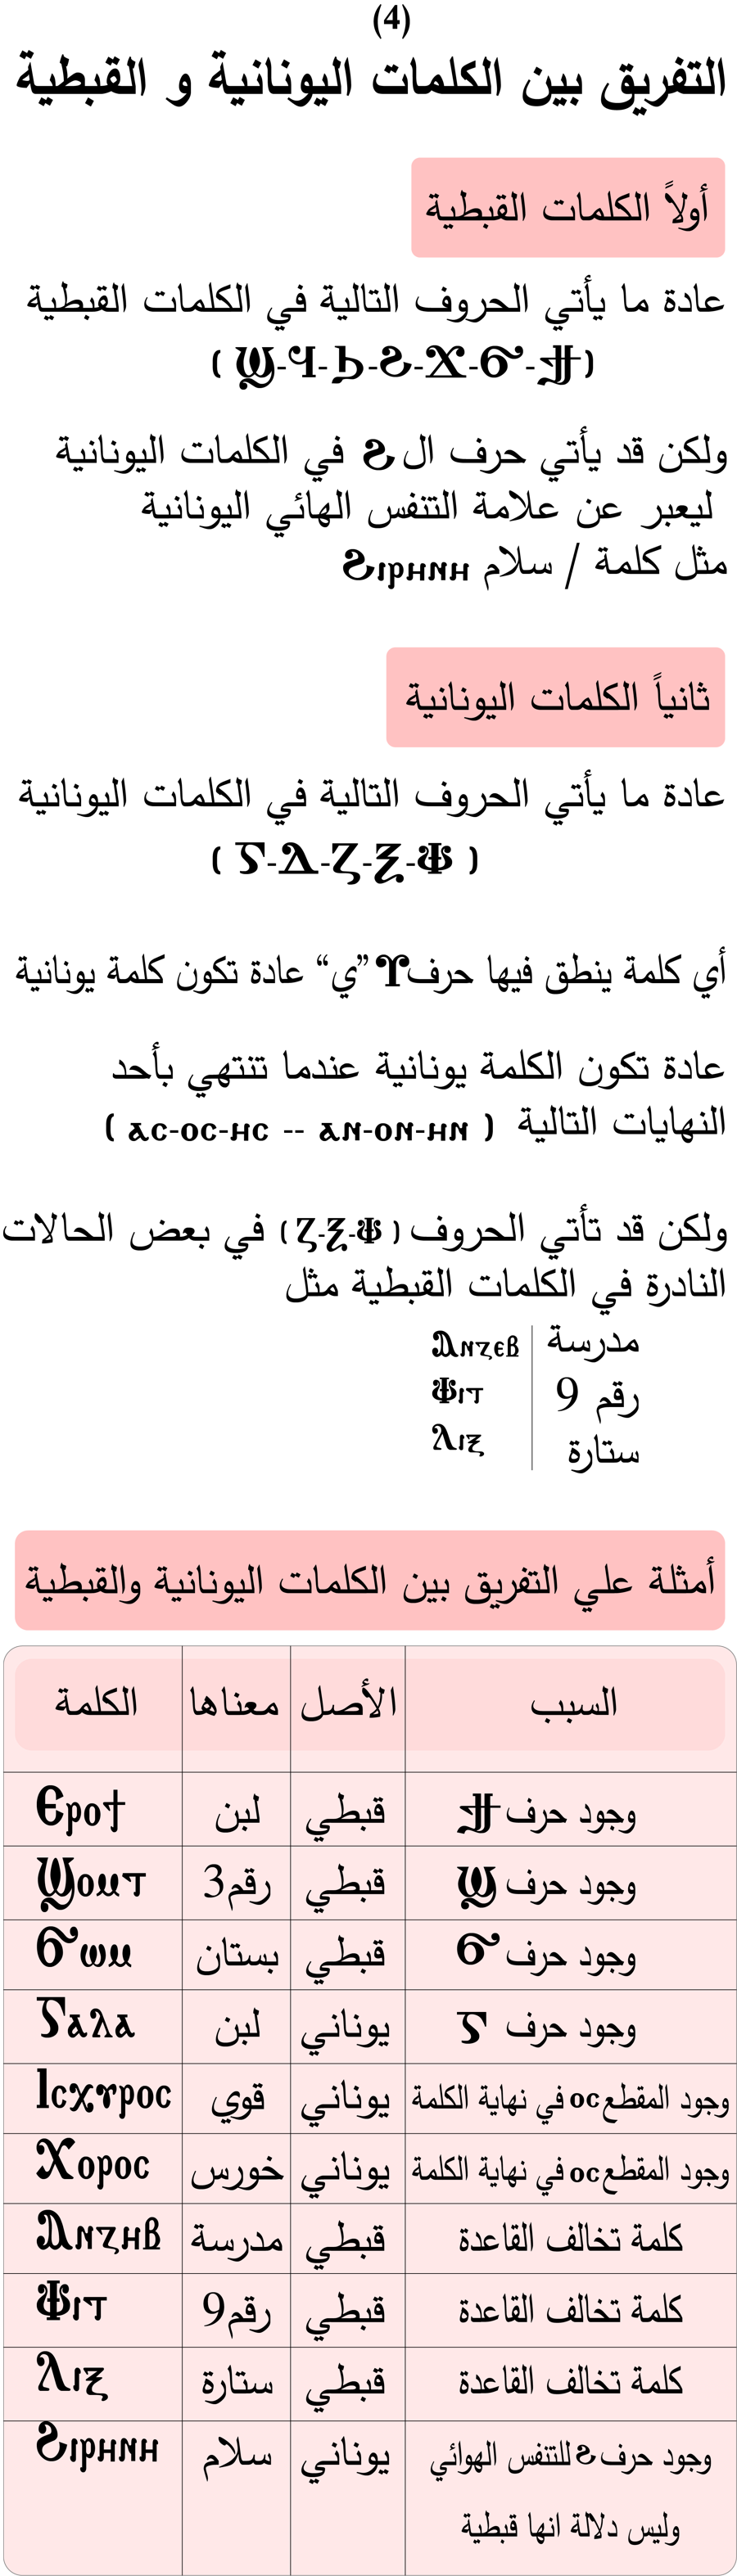 (4)
التفريق بين الكلمات اليونانية و القبطية
أولاً الكلمات القبطية
عادة ما يأتي الحروف التالية في الكلمات القبطية
( Ϣ-Ϥ-Ϧ-Ϩ-Ϫ-Ϭ-Ϯ )
ولكن قد يأتي حرف ال Ϩ في الكلمات اليونانية
ليعبر عن علامة التنفس الهائي اليونانية
مثل كلمة / سلام Ϩⲓⲣⲏⲛⲏ
ثانياً الكلمات اليونانية
عادة ما يأتي الحروف التالية في الكلمات اليونانية
( Ⲅ-Ⲇ-Ⲍ-Ⲝ-Ⲯ )
أي كلمة ينطق فيها حرف Ⲩ ”ي“ عادة تكون كلمة يونانية
عادة تكون الكلمة يونانية عندما تنتهي بأحد
النهايات التالية ( ⲁⲥ-ⲟⲥ-ⲏⲥ -- ⲁⲛ-ⲟⲛ-ⲏⲛ )
ولكن قد تأتي الحروف ( Ⲍ-Ⲝ-Ⲯ ) في بعض الحالات
النادرة في الكلمات القبطية مثل
مدرسة | Ⲁⲛⲍⲉⲃ
رقم 9 | Ⲯⲓⲧ
ستارة | Ⲗⲓⲝ
أمثلة علي التفريق بين الكلمات اليونانية والقبطية
السبب الأصل معناها الكلمة
وجود حرف Ϯ قبطي لبن Ⲉⲣⲟϯ
وجود حرف Ϣ قبطي رقم3 Ϣⲟⲙⲧ
وجود حرف Ϭ قبطي بستان Ϭⲱⲙ
وجود حرف Ⲅ يوناني لبن Ⲅⲁⲗⲁ
وجود المقطع ⲟⲥ في نهاية الكلمة يوناني قوي Ⲓⲥⲭⲩⲣⲟⲥ
وجود المقطع ⲟⲥ في نهاية الكلمة يوناني خورس Ⲭⲟⲣⲟⲥ
كلمة تخالف القاعدة قبطي مدرسة Ⲁⲛⲍⲏⲃ
كلمة تخالف القاعدة قبطي رقم9 Ⲯⲓⲧ
كلمة تخالف القاعدة قبطي ستارة Ⲗⲓⲝ
وجود حرف Ϩ للتنفس الهوائي يوناني سلام Ϩⲓⲣⲏⲛⲏ
وليس دلالة انها قبطية